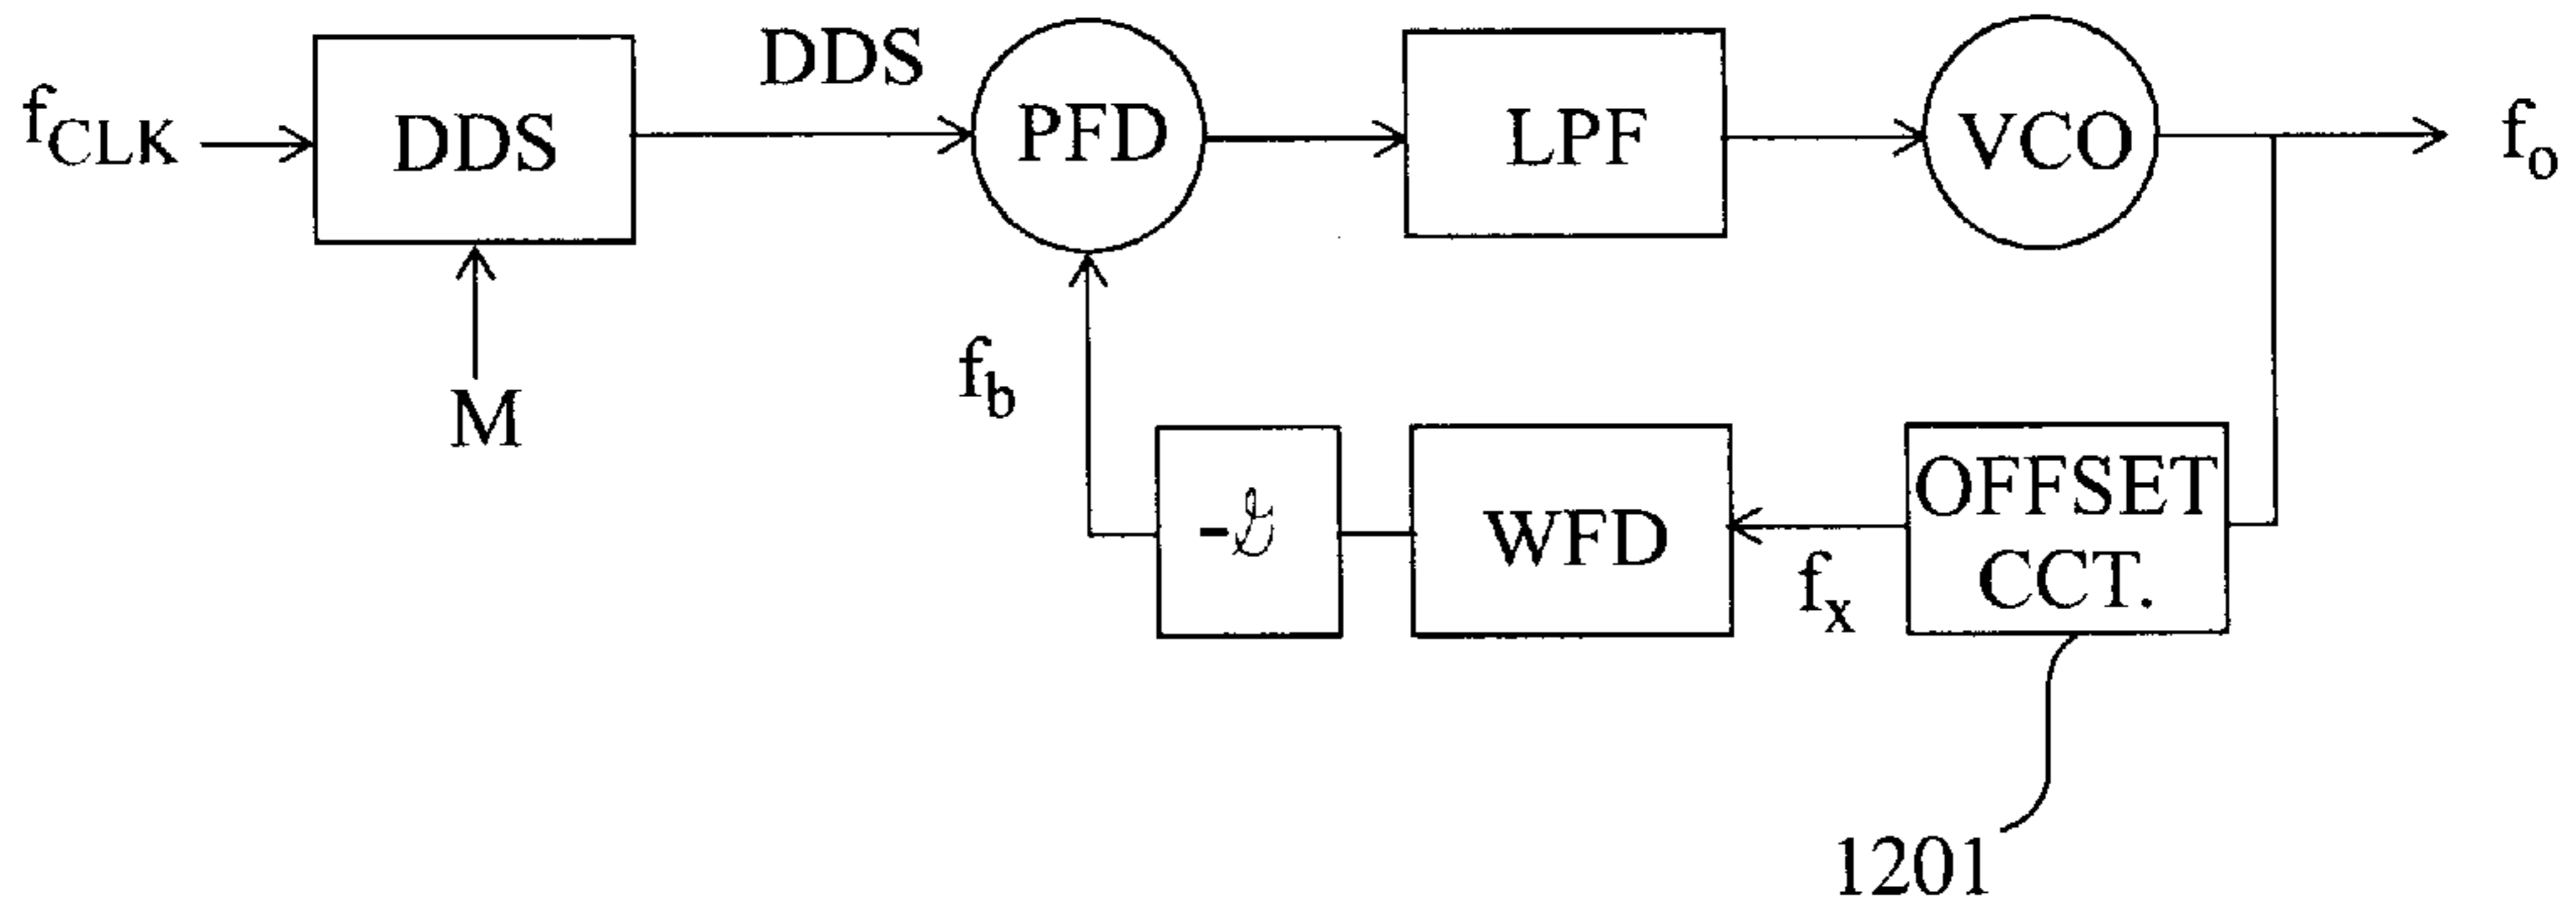 f_CLK
DDS
M
DDS
PFD
LPF
VCO
f_o
f_b
WFD
f_x
OFFSET
CCT.
1201